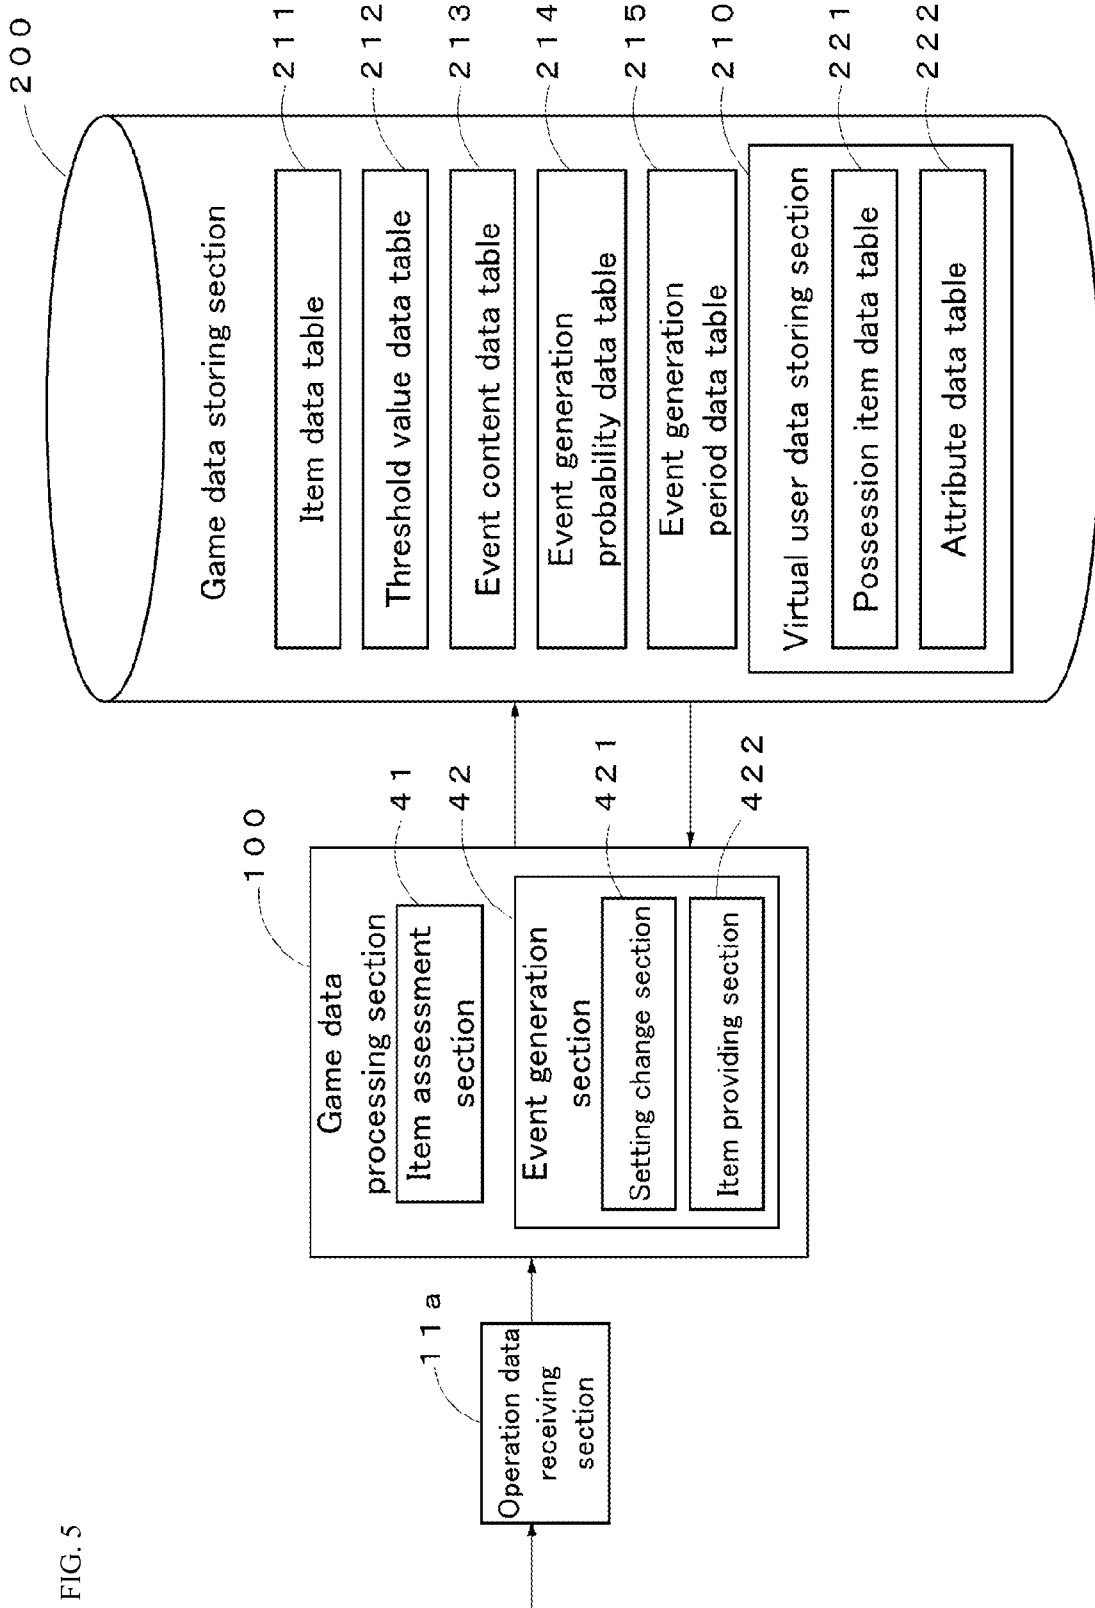 FIG. 5
11a
Operation data
receiving
section
100
Game data
processing section
41
Item assessment
section
42
Event generation
section
421
Setting change section
422
Item providing section
200
Game data storing section
211
Item data table
212
Threshold value data table
213
Event content data table
214
Event generation
probability data table
215
Event generation
period data table
210
Virtual user data storing section
221
Possession item data table
222
Attribute data table